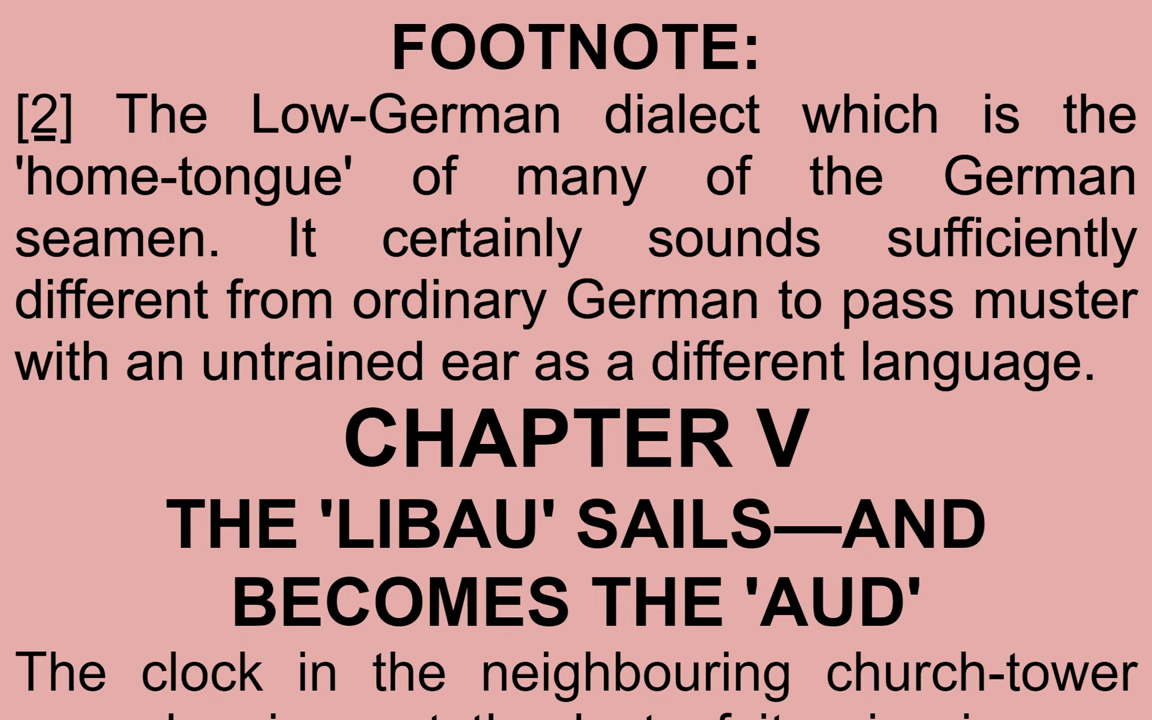 FOOTNOTE:
[2] The Low-German dialect which is the
'home-tongue' of many of the German
seamen. It certainly sounds sufficiently
different from ordinary German to pass muster
with an untrained ear as a different language.
CHAPTER V
THE 'LIBAU' SAILS—AND
BECOMES THE 'AUD'
The clock in the neighbouring church-tower